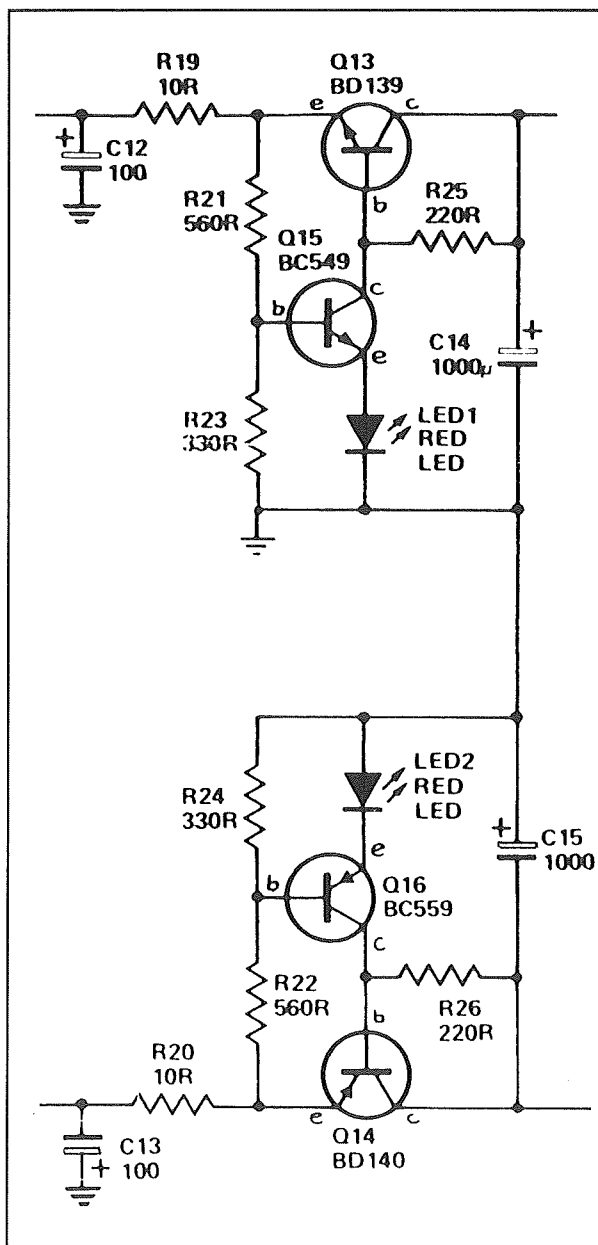 R19
10R
Q13
BD139
e
c
+
C12
100
b
R21
560R
R25
220R
Q15
BC549
c
b
e
+
C14
1000µ
R23
330R
LED1
RED
LED
LED2
RED
LED
R24
330R
+
C15
1000
e
b
Q16
BC559
c
R22
560R
R26
220R
b
R20
10R
e
c
Q14
BD140
C13
100
+